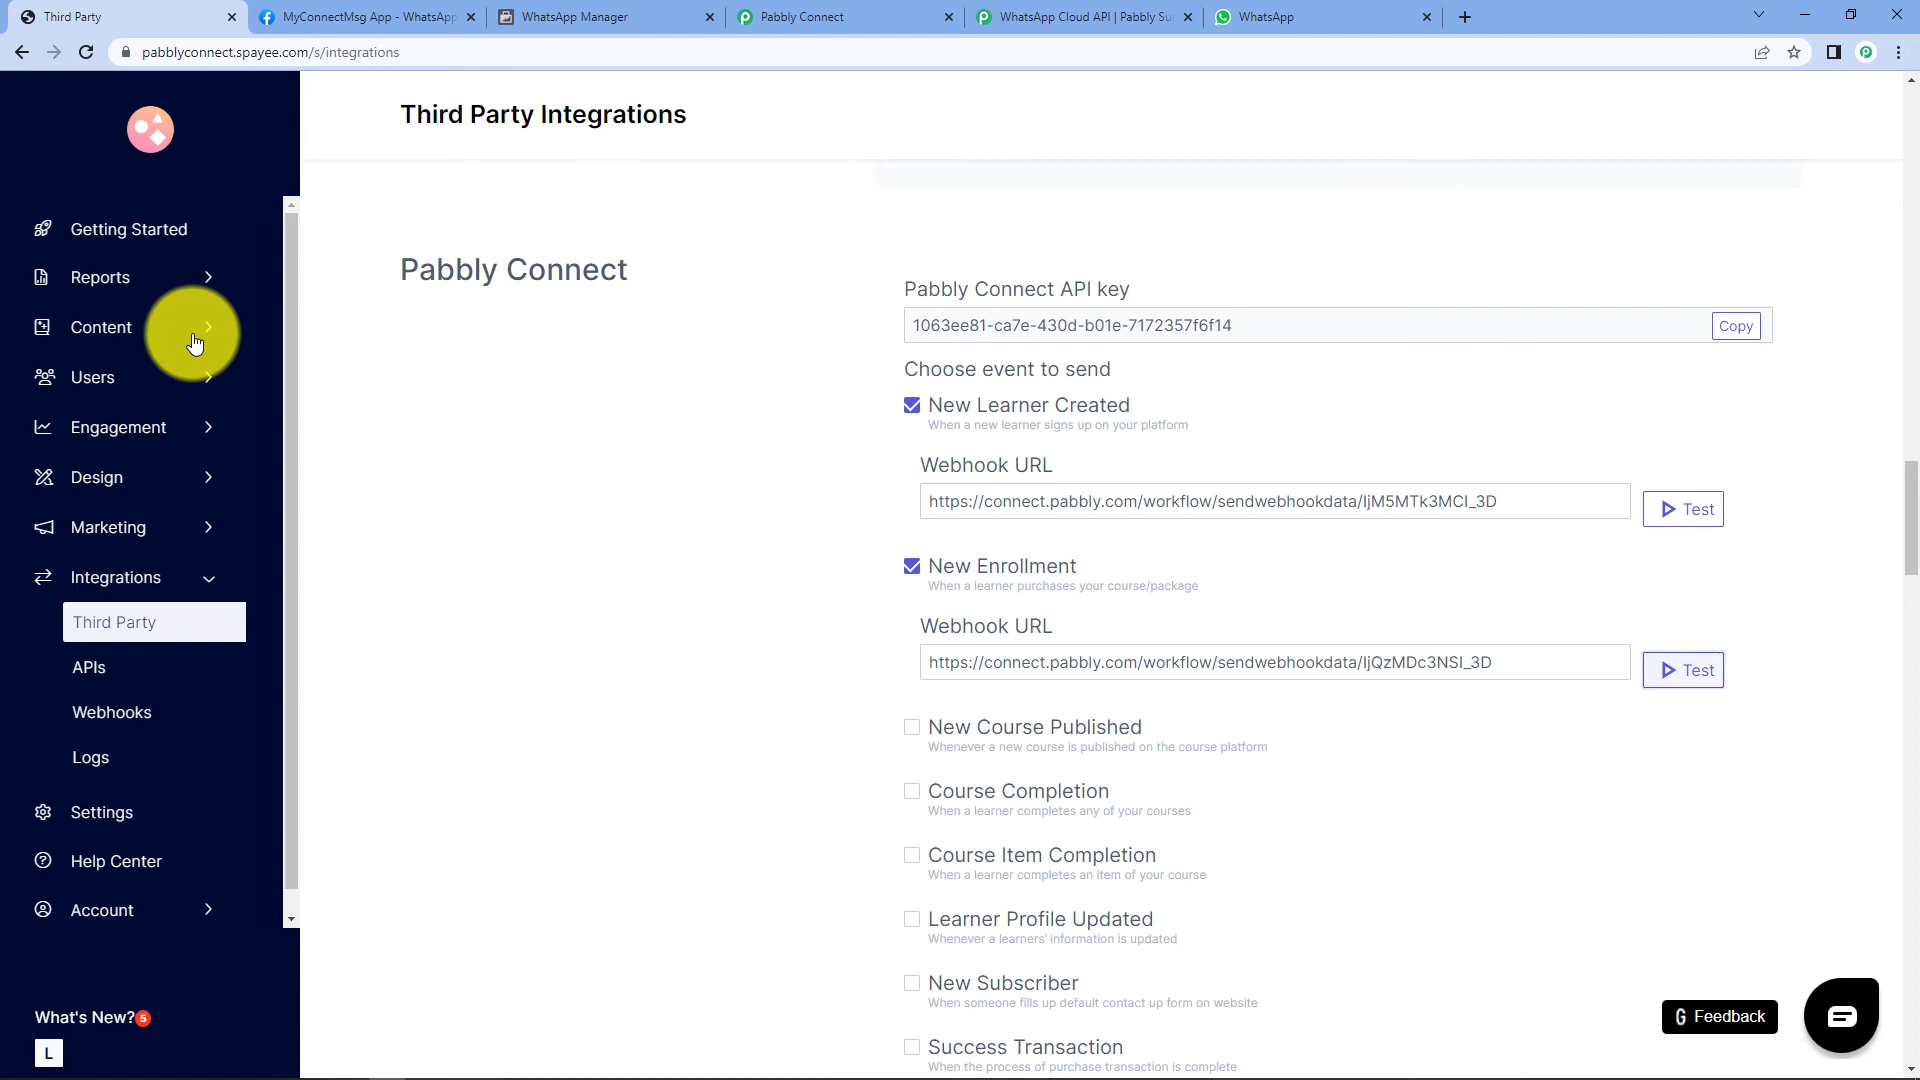 Third Party
MyConnectMsg App - WhatsApp
WhatsApp Manager
Pabbly Connect
WhatsApp Cloud API | Pabbly Su
WhatsApp
pabblyconnect.spayee.com/s/integrations
Third Party Integrations
Getting Started
Reports
Content
Users
Engagement
Design
Marketing
Integrations
Third Party
APIs
Webhooks
Logs
Settings
Help Center
Account
What's New? 5
L
Pabbly Connect
Pabbly Connect API key
1063ee81-ca7e-430d-b01e-7172357f6f14
Copy
Choose event to send
New Learner Created
When a new learner signs up on your platform
Webhook URL
https://connect.pabbly.com/workflow/sendwebhookdata/IjM5MTk3MCI_3D
Test
New Enrollment
When a learner purchases your course/package
Webhook URL
https://connect.pabbly.com/workflow/sendwebhookdata/IjQzMDc3NSI_3D
Test
New Course Published
Whenever a new course is published on the course platform
Course Completion
When a learner completes any of your courses
Course Item Completion
When a learner completes an item of your course
Learner Profile Updated
Whenever a learners' information is updated
New Subscriber
When someone fills up default contact up form on website
Success Transaction
When the process of purchase transaction is complete
Feedback